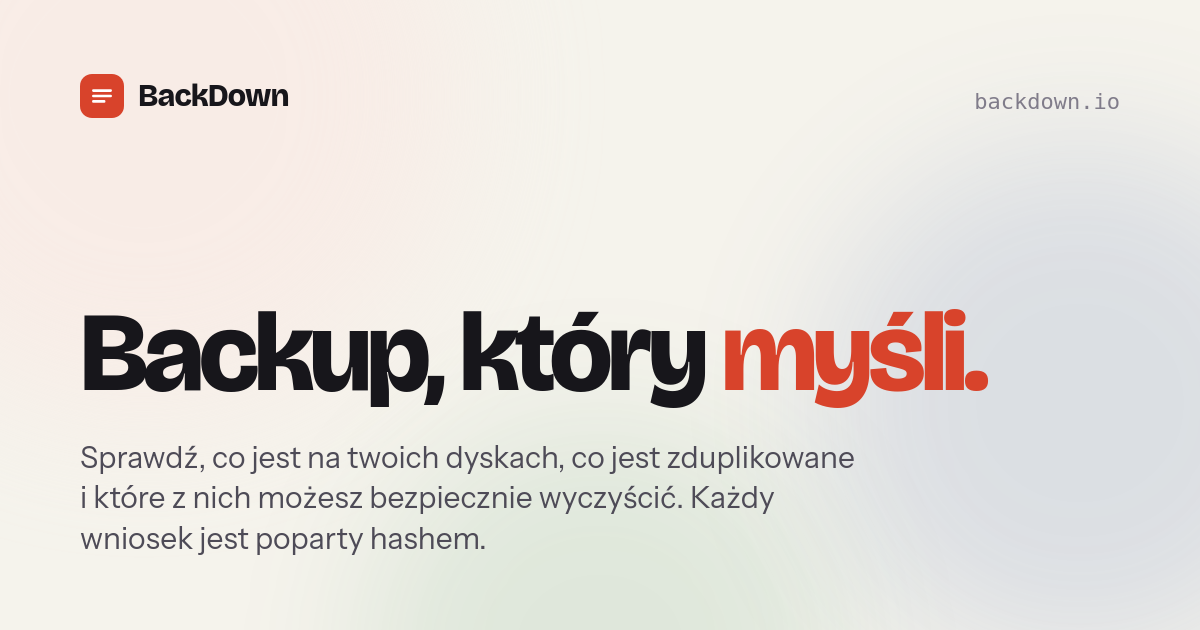 BackDown
backdown.io
Backup, który myśli.
Sprawdź, co jest na twoich dyskach, co jest zduplikowane
i które z nich możesz bezpiecznie wyczyścić. Każdy
wniosek jest poparty hashem.